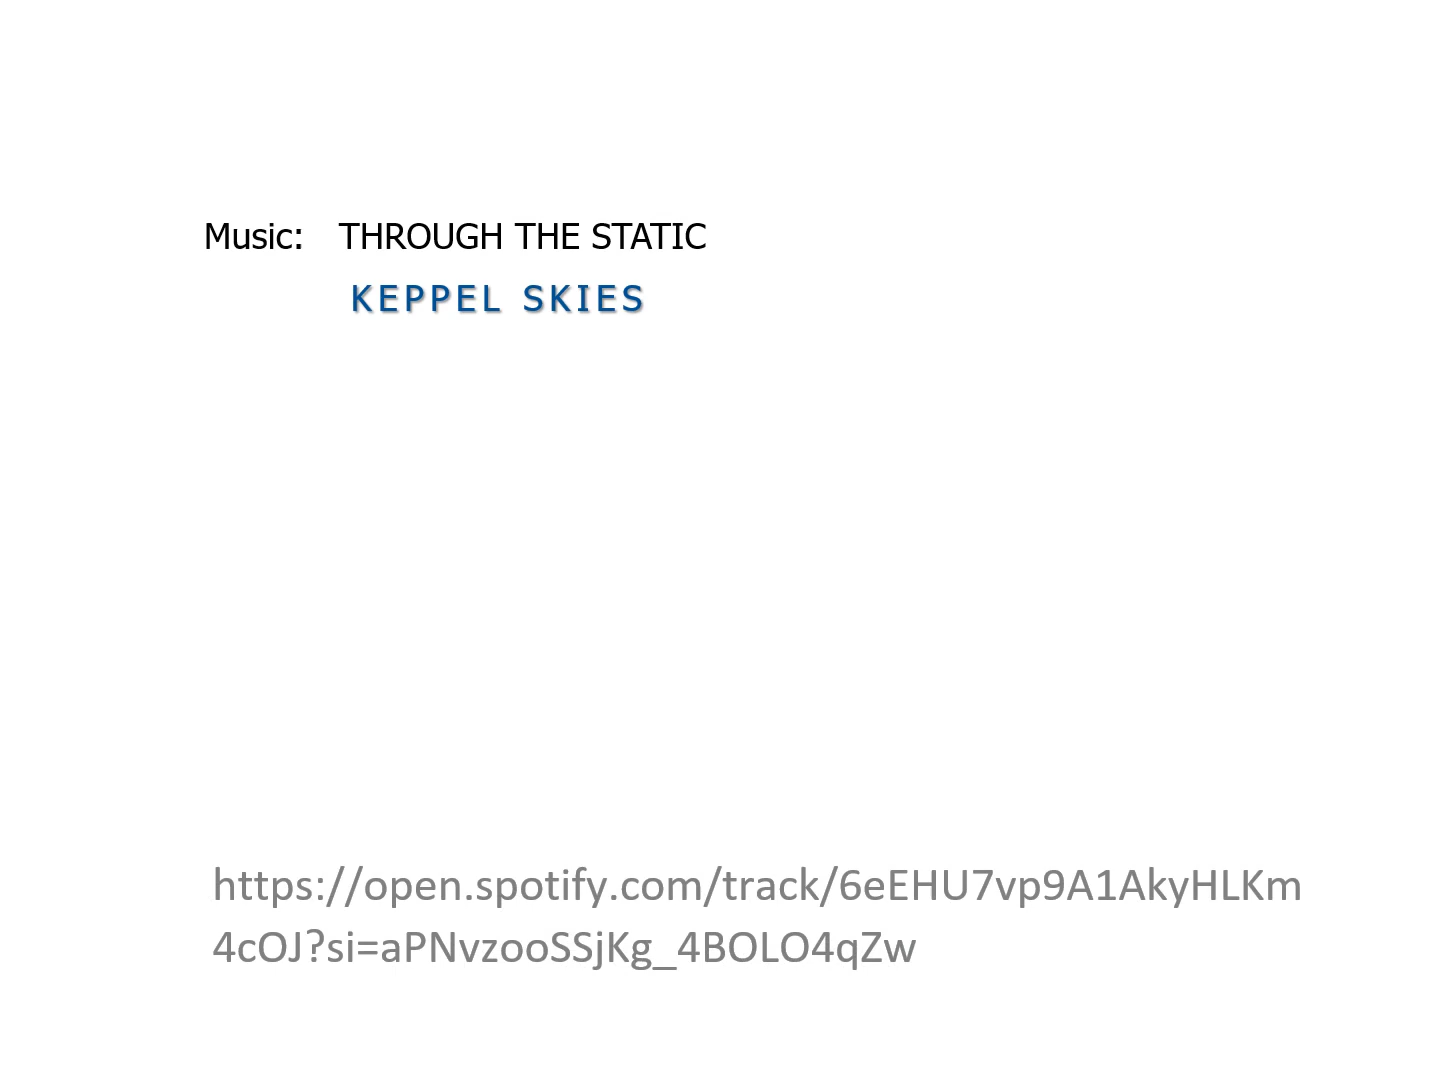 Music: THROUGH THE STATIC
KEPPEL SKIES
https://open.spotify.com/track/6eEHU7vp9A1AkyHLKm
4cOJ?si=aPNvzooSSjKg_4BOLO4qZw